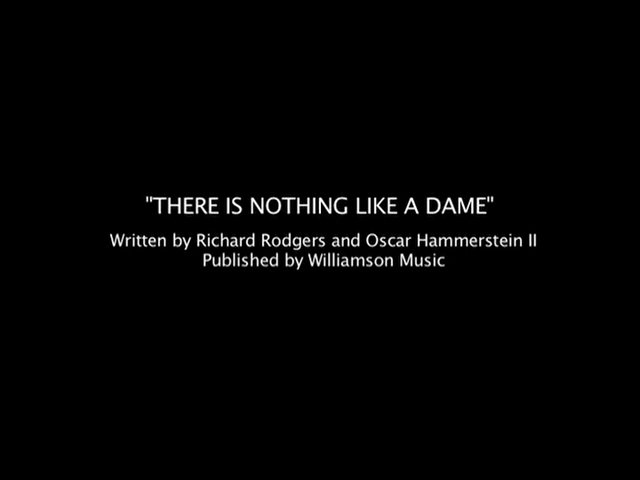 "THERE IS NOTHING LIKE A DAME"
Written by Richard Rodgers and Oscar Hammerstein II
Published by Williamson Music